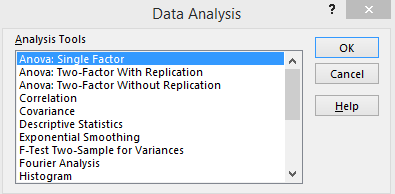 Data Analysis
? ×
Analysis Tools
Anova: Single Factor
Anova: Two-Factor With Replication
Anova: Two-Factor Without Replication
Correlation
Covariance
Descriptive Statistics
Exponential Smoothing
F-Test Two-Sample for Variances
Fourier Analysis
Histogram
OK
Cancel
Help